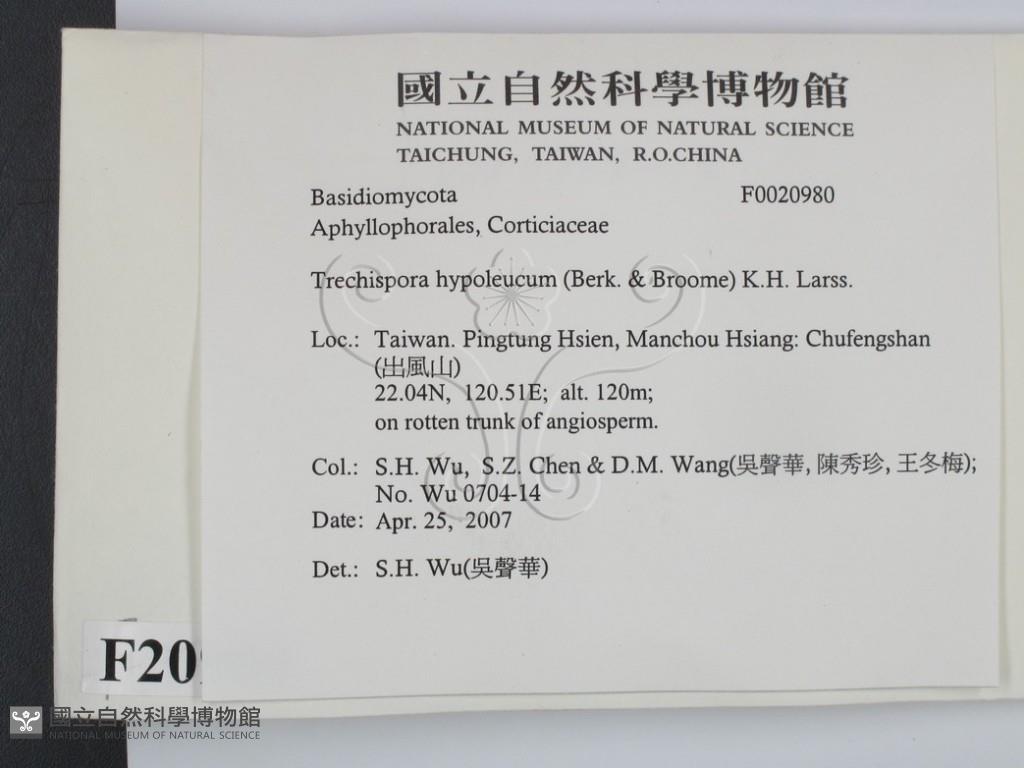 國立自然科學博物館
NATIONAL MUSEUM OF NATURAL SCIENCE
TAICHUNG, TAIWAN, R.O.CHINA
Basidiomycota F0020980
Aphyllophorales, Corticiaceae
Trechispora hypoleucum (Berk. & Broome) K.H. Larss.
Loc.: Taiwan. Pingtung Hsien, Manchou Hsiang: Chufengshan
(出風山)
22.04N, 120.51E; alt. 120m;
on rotten trunk of angiosperm.
Col.: S.H. Wu, S.Z. Chen & D.M. Wang(吳聲華, 陳秀珍, 王冬梅);
No. Wu 0704-14
Date: Apr. 25, 2007
Det.: S.H. Wu(吳聲華)
F20
國立自然科學博物館
NATIONAL MUSEUM OF NATURAL SCIENCE